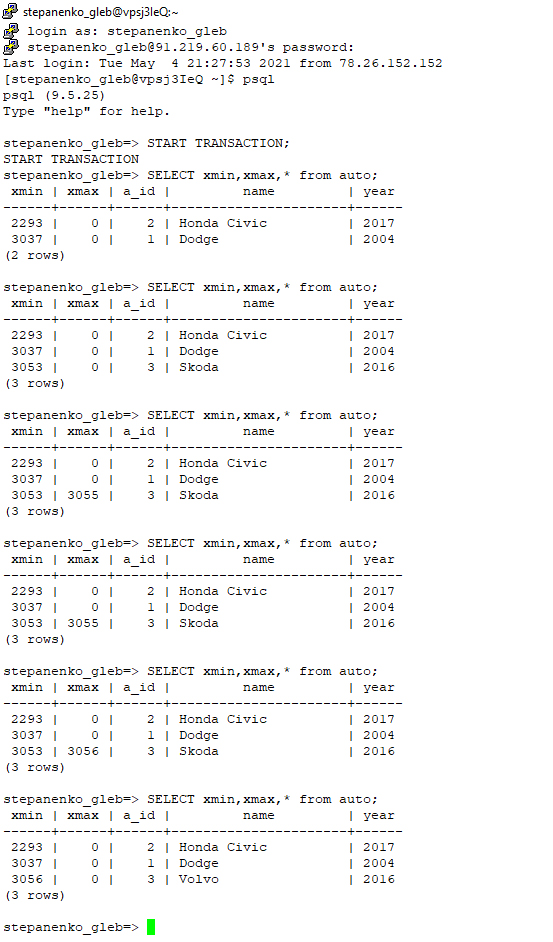 stepanenko_gleb@vpsj3IeQ:~
login as: stepanenko_gleb
stepanenko_gleb@91.219.60.189's password:
Last login: Tue May  4 21:27:53 2021 from 78.26.152.152
[stepanenko_gleb@vpsj3IeQ ~]$ psql
psql (9.5.25)
Type "help" for help.

stepanenko_gleb=> START TRANSACTION;
START TRANSACTION
stepanenko_gleb=> SELECT xmin,xmax,* from auto;
 xmin | xmax | a_id |         name         | year
------+------+------+----------------------+------
 2293 |    0 |    2 | Honda Civic          | 2017
 3037 |    0 |    1 | Dodge                | 2004
(2 rows)

stepanenko_gleb=> SELECT xmin,xmax,* from auto;
 xmin | xmax | a_id |         name         | year
------+------+------+----------------------+------
 2293 |    0 |    2 | Honda Civic          | 2017
 3037 |    0 |    1 | Dodge                | 2004
 3053 |    0 |    3 | Skoda                | 2016
(3 rows)

stepanenko_gleb=> SELECT xmin,xmax,* from auto;
 xmin | xmax | a_id |         name         | year
------+------+------+----------------------+------
 2293 |    0 |    2 | Honda Civic          | 2017
 3037 |    0 |    1 | Dodge                | 2004
 3053 | 3055 |    3 | Skoda                | 2016
(3 rows)

stepanenko_gleb=> SELECT xmin,xmax,* from auto;
 xmin | xmax | a_id |         name         | year
------+------+------+----------------------+------
 2293 |    0 |    2 | Honda Civic          | 2017
 3037 |    0 |    1 | Dodge                | 2004
 3053 | 3055 |    3 | Skoda                | 2016
(3 rows)

stepanenko_gleb=> SELECT xmin,xmax,* from auto;
 xmin | xmax | a_id |         name         | year
------+------+------+----------------------+------
 2293 |    0 |    2 | Honda Civic          | 2017
 3037 |    0 |    1 | Dodge                | 2004
 3053 | 3056 |    3 | Skoda                | 2016
(3 rows)

stepanenko_gleb=> SELECT xmin,xmax,* from auto;
 xmin | xmax | a_id |         name         | year
------+------+------+----------------------+------
 2293 |    0 |    2 | Honda Civic          | 2017
 3037 |    0 |    1 | Dodge                | 2004
 3056 |    0 |    3 | Volvo                | 2016
(3 rows)

stepanenko_gleb=>